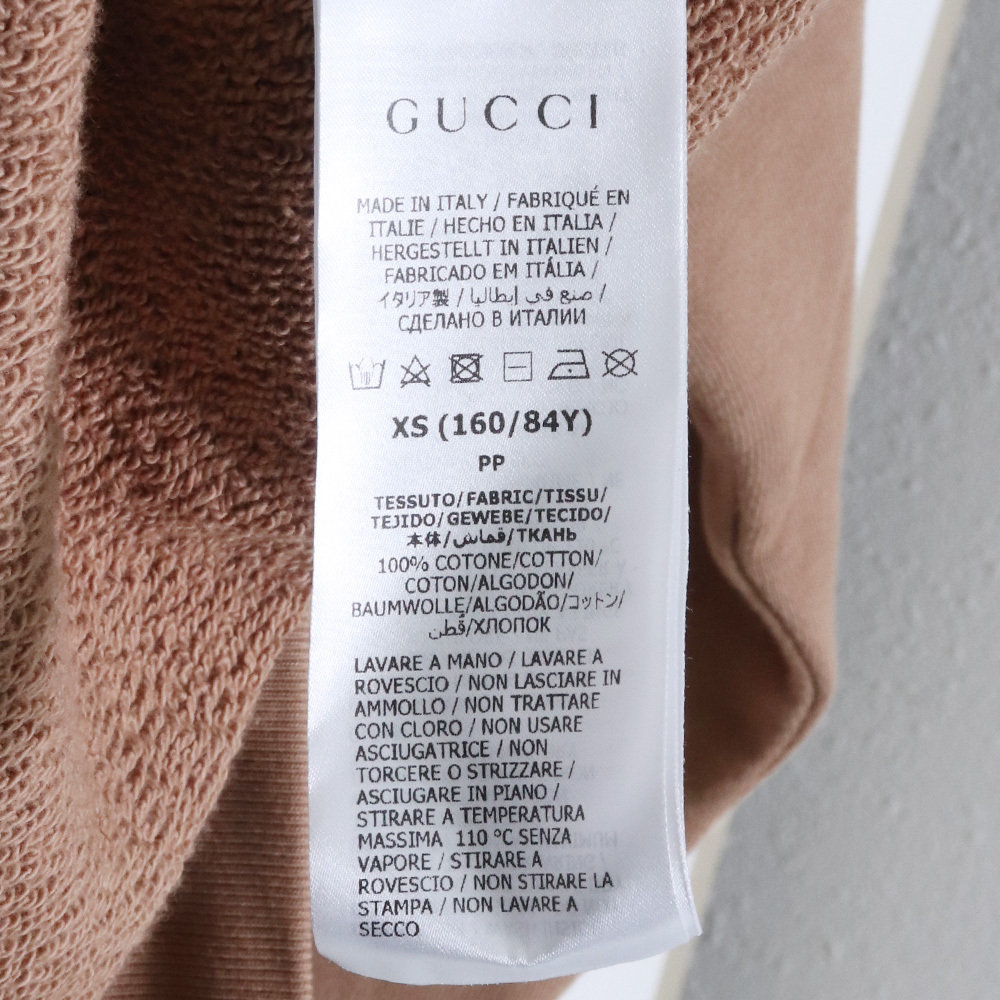 GUCCI
MADE IN ITALY / FABRIQUÉ EN
ITALIE / HECHO EN ITALIA /
HERGESTELLT IN ITALIEN /
FABRICADO EM ITÁLIA /
イタリア製 / صنع في إيطاليا /
СДЕЛАНО В ИТАЛИИ
XS (160/84Y)
PP
TESSUTO/FABRIC/TISSU/
TEJIDO/GEWEBE/TECIDO/
本体/قماش/ТКАНЬ
100% COTONE/COTTON/
COTON/ALGODON/
BAUMWOLLE/ALGODÃO/コットン/
قُطن/ХЛОПОК
LAVARE A MANO / LAVARE A
ROVESCIO / NON LASCIARE IN
AMMOLLO / NON TRATTARE
CON CLORO / NON USARE
ASCIUGATRICE / NON
TORCERE O STRIZZARE /
ASCIUGARE IN PIANO /
STIRARE A TEMPERATURA
MASSIMA 110 °C SENZA
VAPORE / STIRARE A
ROVESCIO / NON STIRARE LA
STAMPA / NON LAVARE A
SECCO